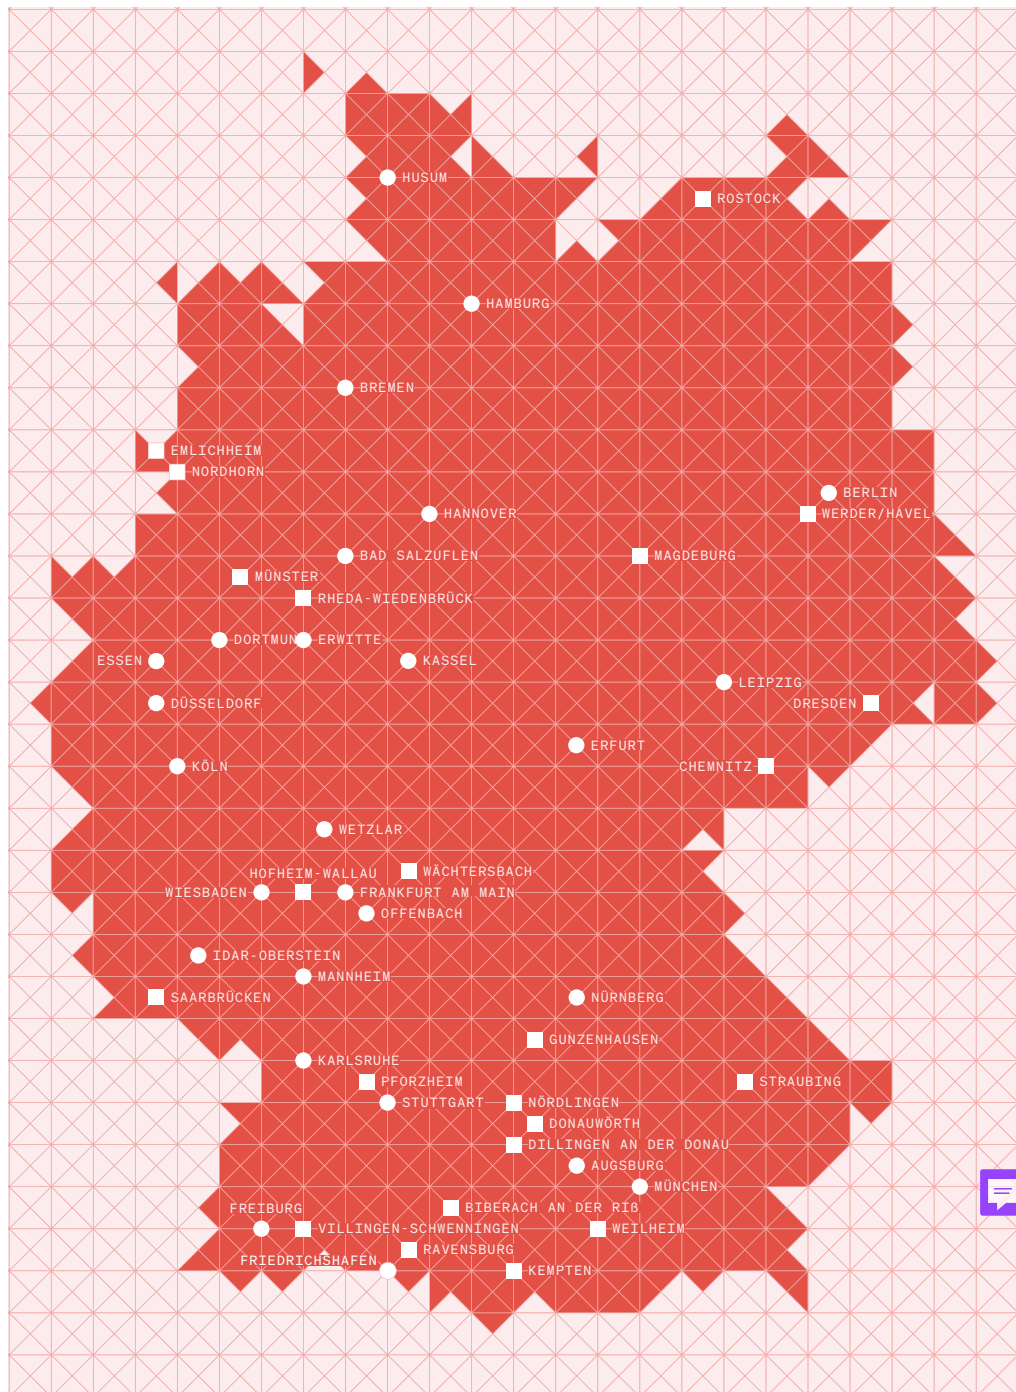 HUSUM
ROSTOCK
HAMBURG
BREMEN
EMLICHHEIM
NORDHORN
BERLIN
HANNOVER
WERDER/HAVEL
BAD SALZUFLEN
MAGDEBURG
MÜNSTER
RHEDA-WIEDENBRÜCK
DORTMUN
ERWITTE
ESSEN
KASSEL
LEIPZIG
DÜSSELDORF
DRESDEN
ERFURT
KÖLN
CHEMNITZ
WETZLAR
WÄCHTERSBACH
HOFHEIM-WALLAU
WIESBADEN
FRANKFURT AM MAIN
OFFENBACH
IDAR-OBERSTEIN
MANNHEIM
SAARBRÜCKEN
NÜRNBERG
GUNZENHAUSEN
KARLSRUHE
PFORZHEIM
STRAUBING
STUTTGART
NÖRDLINGEN
DONAUWÖRTH
DILLINGEN AN DER DONAU
AUGSBURG
MÜNCHEN
BIBERACH AN DER RIß
FREIBURG
VILLINGEN-SCHWENNINGEN
WEILHEIM
RAVENSBURG
FRIEDRICHSHAFEN
KEMPTEN